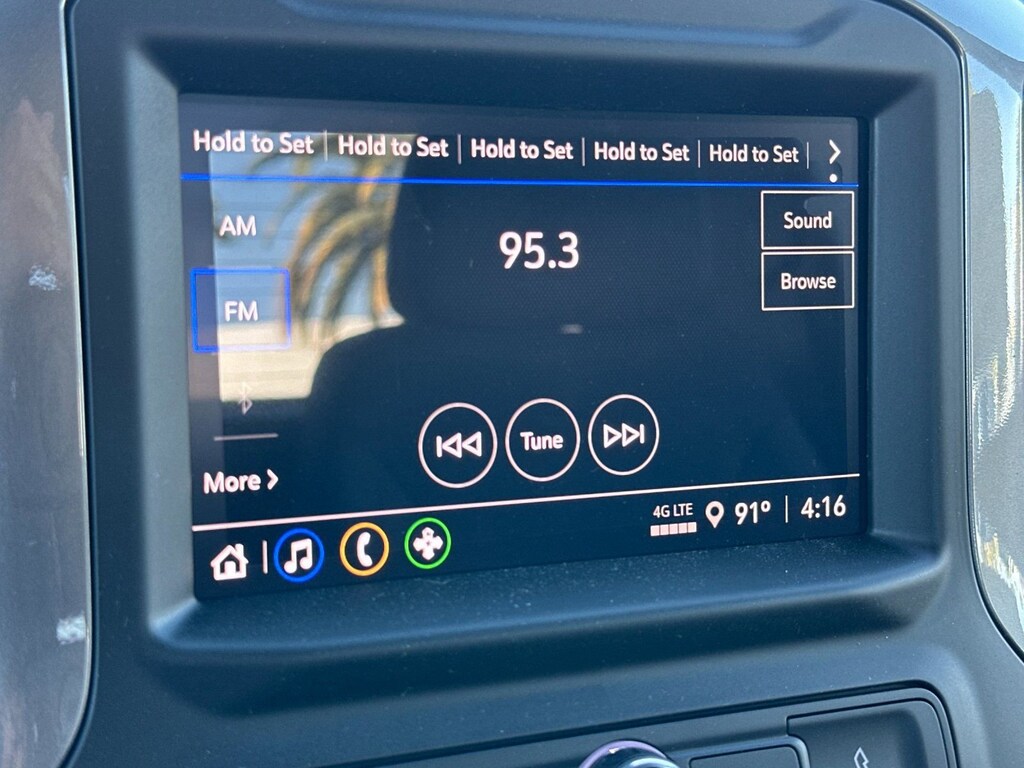 Hold to Set Hold to Set Hold to Set Hold to Set Hold to Set
AM
Sound
95.3
Browse
FM
Tune
More
4G LTE 91° 4:16